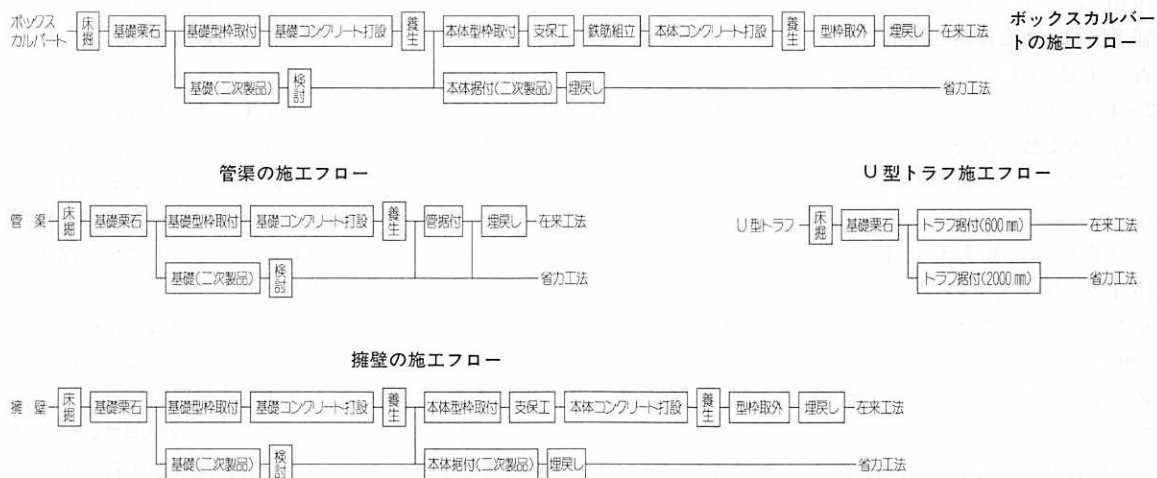 ボックスカルバートの施工フロー
ボックスカルバート 床掘 基礎栗石 基礎型枠取付 基礎コンクリート打設 養生 本体型枠取付 支保工 鉄筋組立 本体コンクリート打設 養生 型枠取外 埋戻し 在来工法
基礎(二次製品) 検討 本体据付(二次製品) 埋戻し 省力工法
管渠の施工フロー
管渠 床掘 基礎栗石 基礎型枠取付 基礎コンクリート打設 養生 管据付 埋戻し 在来工法
基礎(二次製品) 検討 省力工法
U型トラフ施工フロー
U型トラフ 床掘 基礎栗石 トラフ据付(600㎜) 在来工法
トラフ据付(2000㎜) 省力工法
擁壁の施工フロー
擁壁 床掘 基礎栗石 基礎型枠取付 基礎コンクリート打設 養生 本体型枠取付 支保工 本体コンクリート打設 養生 型枠取外 埋戻し 在来工法
基礎(二次製品) 検討 本体据付(二次製品) 埋戻し 省力工法